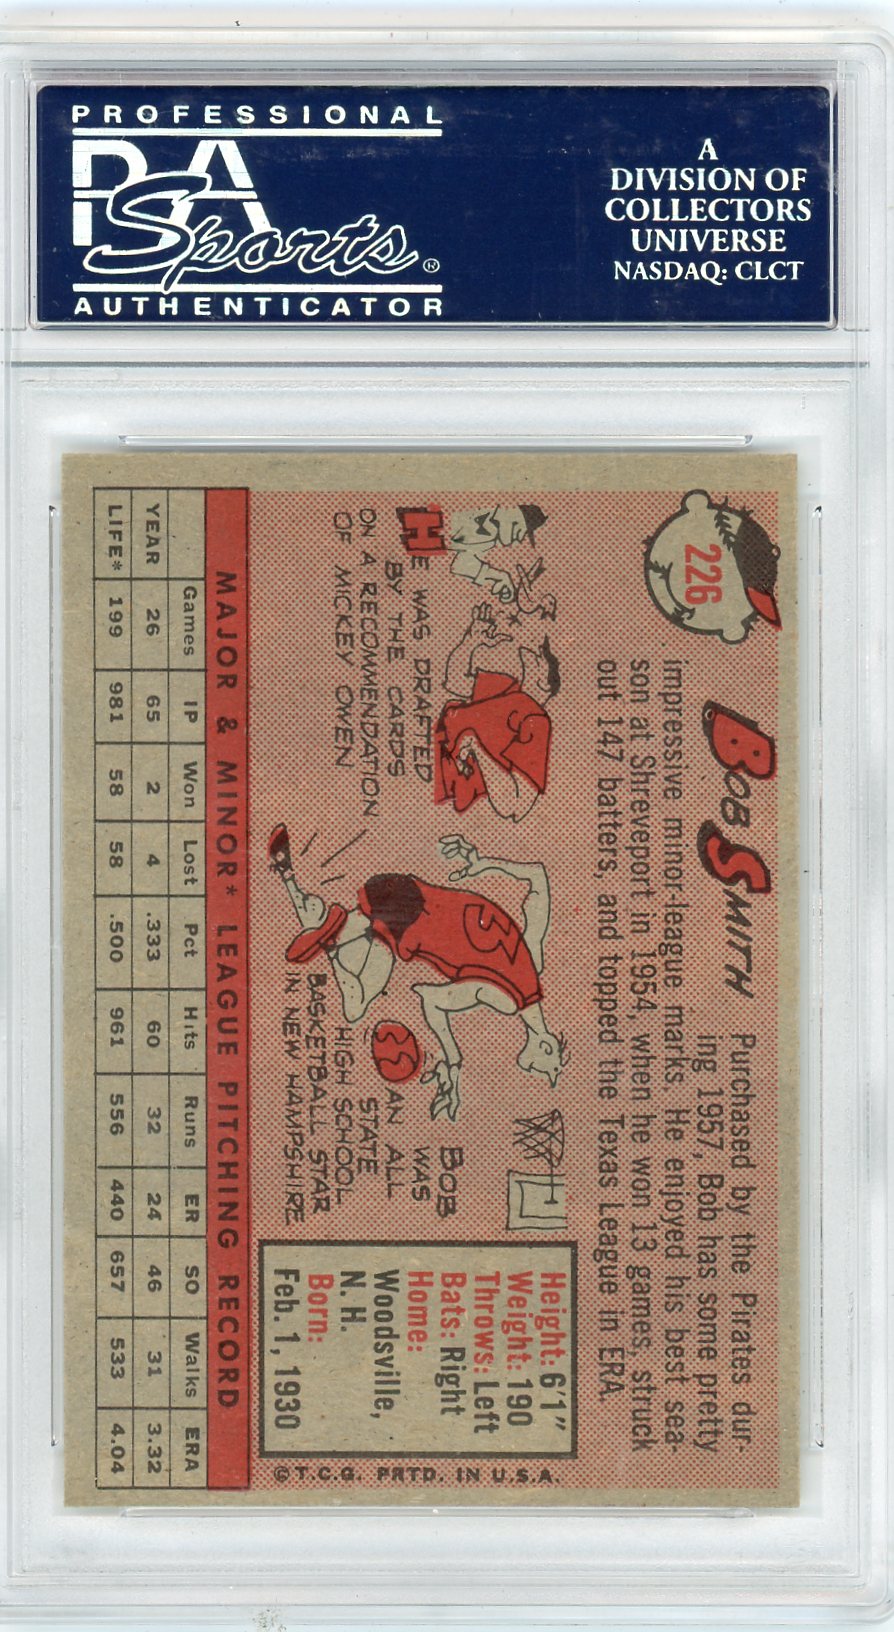 PROFESSIONAL
PSA
Sports®
AUTHENTICATOR
A
DIVISION OF
COLLECTORS
UNIVERSE
NASDAQ: CLCT
226
BOB SMITH
Purchased by the Pirates dur-
ing 1957, Bob has some pretty
impressive minor-league marks. He enjoyed his best sea-
son at Shreveport in 1954, when he won 13 games, struck
out 147 batters, and topped the Texas League in ERA.
HE WAS DRAFTED
BY THE CARDS
ON A RECOMMENDATION
OF MICKEY OWEN
3
BOB
WAS
AN ALL
STATE
HIGH SCHOOL
BASKETBALL STAR
IN NEW HAMPSHIRE
Height: 6'1"
Weight: 190
Throws: Left
Bats: Right
Home:
Woodsville,
N. H.
Born:
Feb. 1, 1930
©T.C.G. PRTD. IN U.S.A.
MAJOR & MINOR* LEAGUE PITCHING RECORD
Games IP Won Lost Pct Hits Runs ER SO Walks ERA
YEAR 26 65 2 4 .333 60 32 24 46 31 3.32
LIFE* 199 981 58 58 .500 961 556 440 657 533 4.04